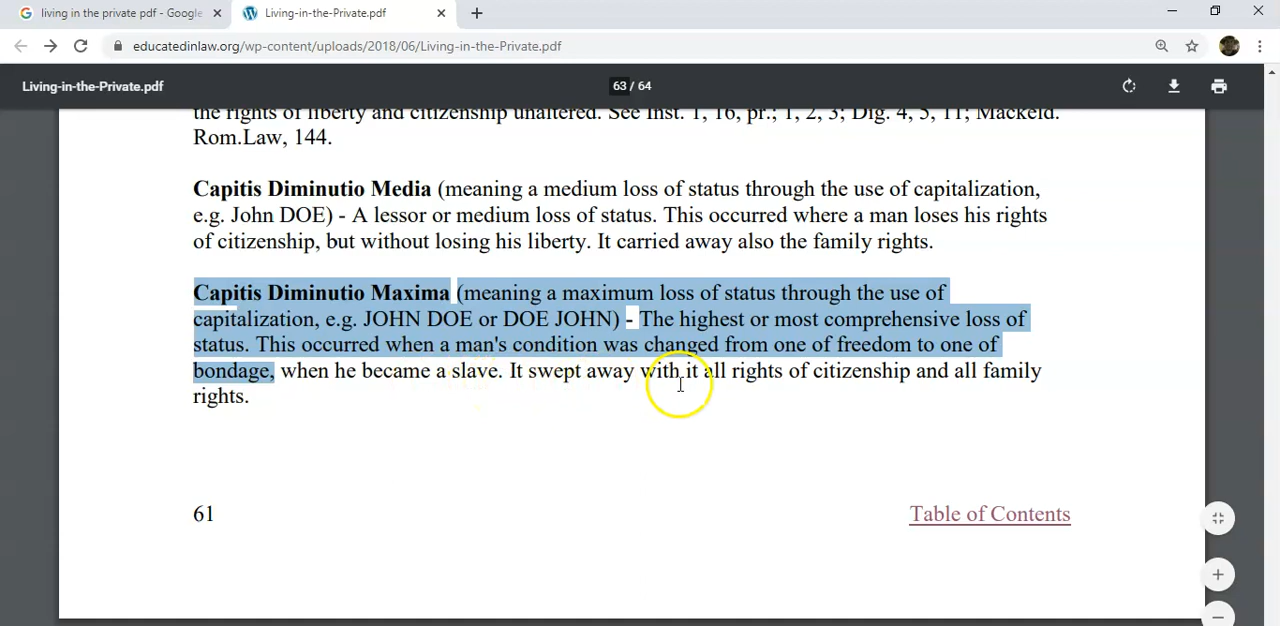 living in the private pdf - Google
Living-in-the-Private.pdf
educatedinlaw.org/wp-content/uploads/2018/06/Living-in-the-Private.pdf
Living-in-the-Private.pdf
63 / 64
the rights of liberty and citizenship unaltered. See Inst. 1, 16, pr.; 1, 2, 3; Dig. 4, 5, 11; Mackeld.
Rom.Law, 144.
Capitis Diminutio Media (meaning a medium loss of status through the use of capitalization,
e.g. John DOE) - A lessor or medium loss of status. This occurred where a man loses his rights
of citizenship, but without losing his liberty. It carried away also the family rights.
Capitis Diminutio Maxima (meaning a maximum loss of status through the use of
capitalization, e.g. JOHN DOE or DOE JOHN) - The highest or most comprehensive loss of
status. This occurred when a man's condition was changed from one of freedom to one of
bondage, when he became a slave. It swept away with it all rights of citizenship and all family
rights.
61
Table of Contents